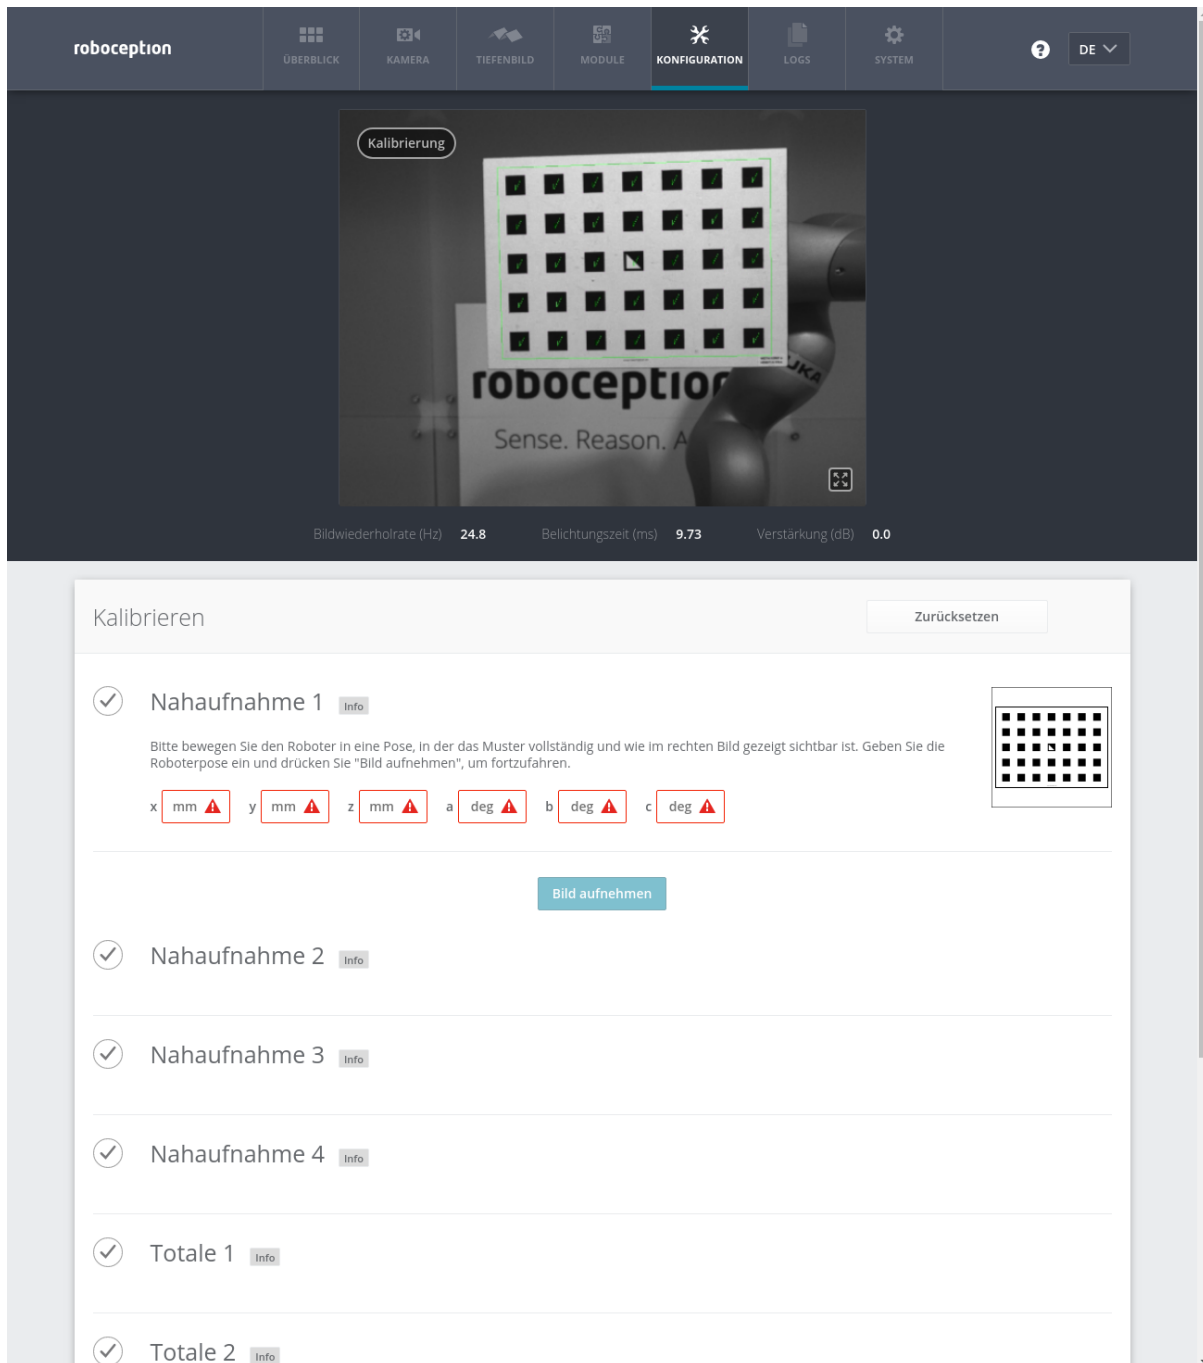 roboception
ÜBERBLICK
KAMERA
TIEFENBILD
MODULE
KONFIGURATION
LOGS
SYSTEM
?
DE
Kalibrierung
roboception
Sense. Reason. A
Bildwiederholrate (Hz) 24.8 Belichtungszeit (ms) 9.73 Verstärkung (dB) 0.0
Kalibrieren
Zurücksetzen
Nahaufnahme 1 Info
Bitte bewegen Sie den Roboter in eine Pose, in der das Muster vollständig und wie im rechten Bild gezeigt sichtbar ist. Geben Sie die
Roboterpose ein und drücken Sie "Bild aufnehmen", um fortzufahren.
x mm y mm z mm a deg b deg c deg
Bild aufnehmen
Nahaufnahme 2 Info
Nahaufnahme 3 Info
Nahaufnahme 4 Info
Totale 1 Info
Totale 2 Info